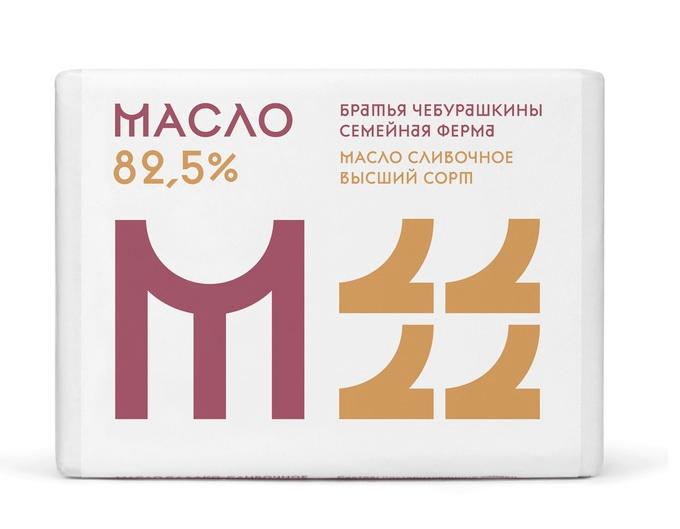 МАСЛО
82,5%
БРАТЬЯ ЧЕБУРАШКИНЫ
СЕМЕЙНАЯ ФЕРМА
МАСЛО СЛИВОЧНОЕ
ВЫСШИЙ СОРТ
М